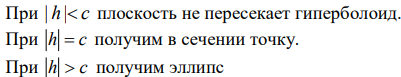 При |h|< c плоскость не пересекает гиперболоид.
При |h|= c получим в сечении точку.
При |h|> c получим эллипс